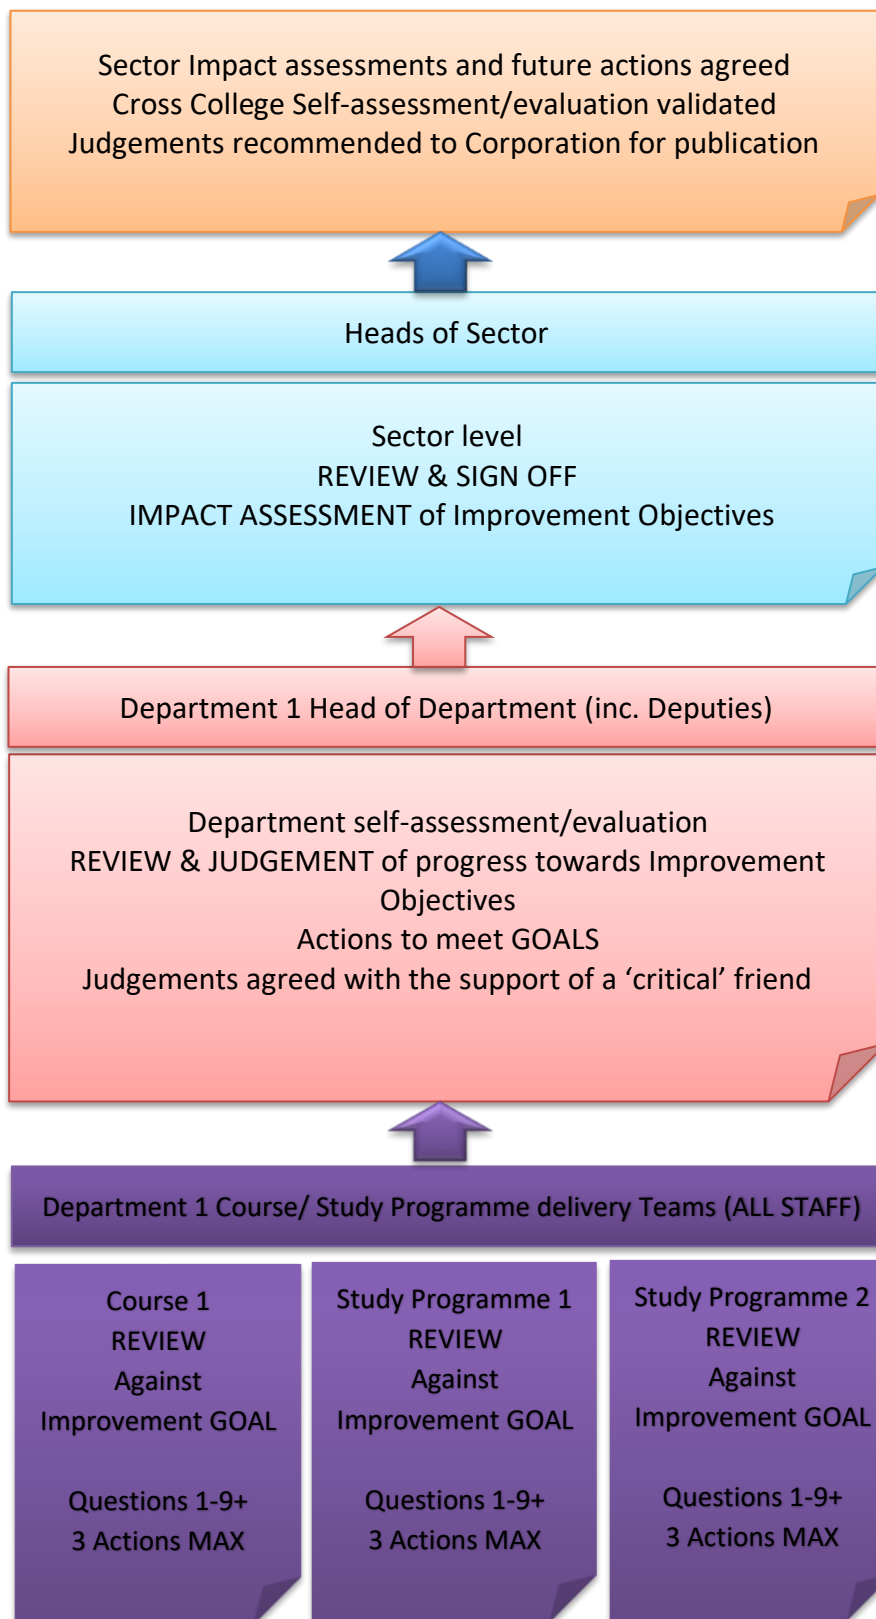 Sector Impact assessments and future actions agreed
Cross College Self-assessment/evaluation validated
Judgements recommended to Corporation for publication
Heads of Sector
Sector level
REVIEW & SIGN OFF
IMPACT ASSESSMENT of Improvement Objectives
Department 1 Head of Department (inc. Deputies)
Department self-assessment/evaluation
REVIEW & JUDGEMENT of progress towards Improvement
Objectives
Actions to meet GOALS
Judgements agreed with the support of a ‘critical’ friend
Department 1 Course/ Study Programme delivery Teams (ALL STAFF)
Course 1
REVIEW
Against
Improvement GOAL
Questions 1-9+
3 Actions MAX
Study Programme 1
REVIEW
Against
Improvement GOAL
Questions 1-9+
3 Actions MAX
Study Programme 2
REVIEW
Against
Improvement GOAL
Questions 1-9+
3 Actions MAX